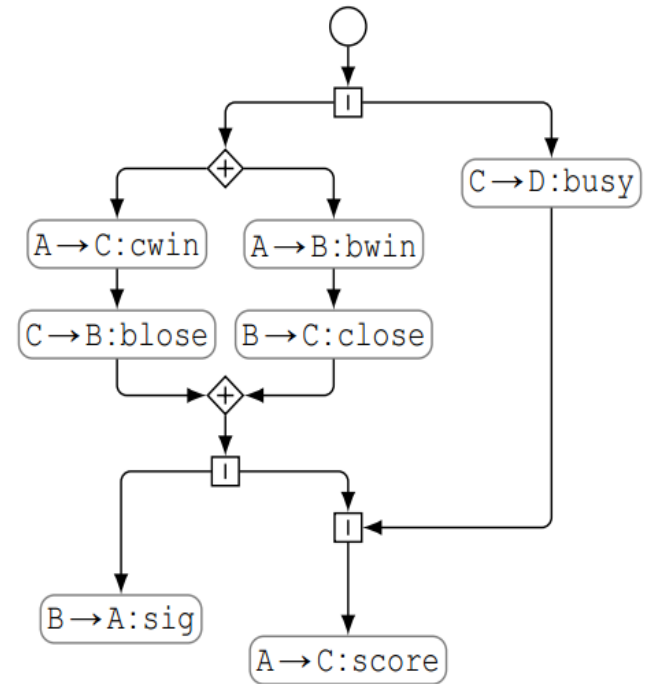 C→D:busy
A→C:cwin
A→B:bwin
C→B:blose
B→C:close
B→A:sig
A→C:score